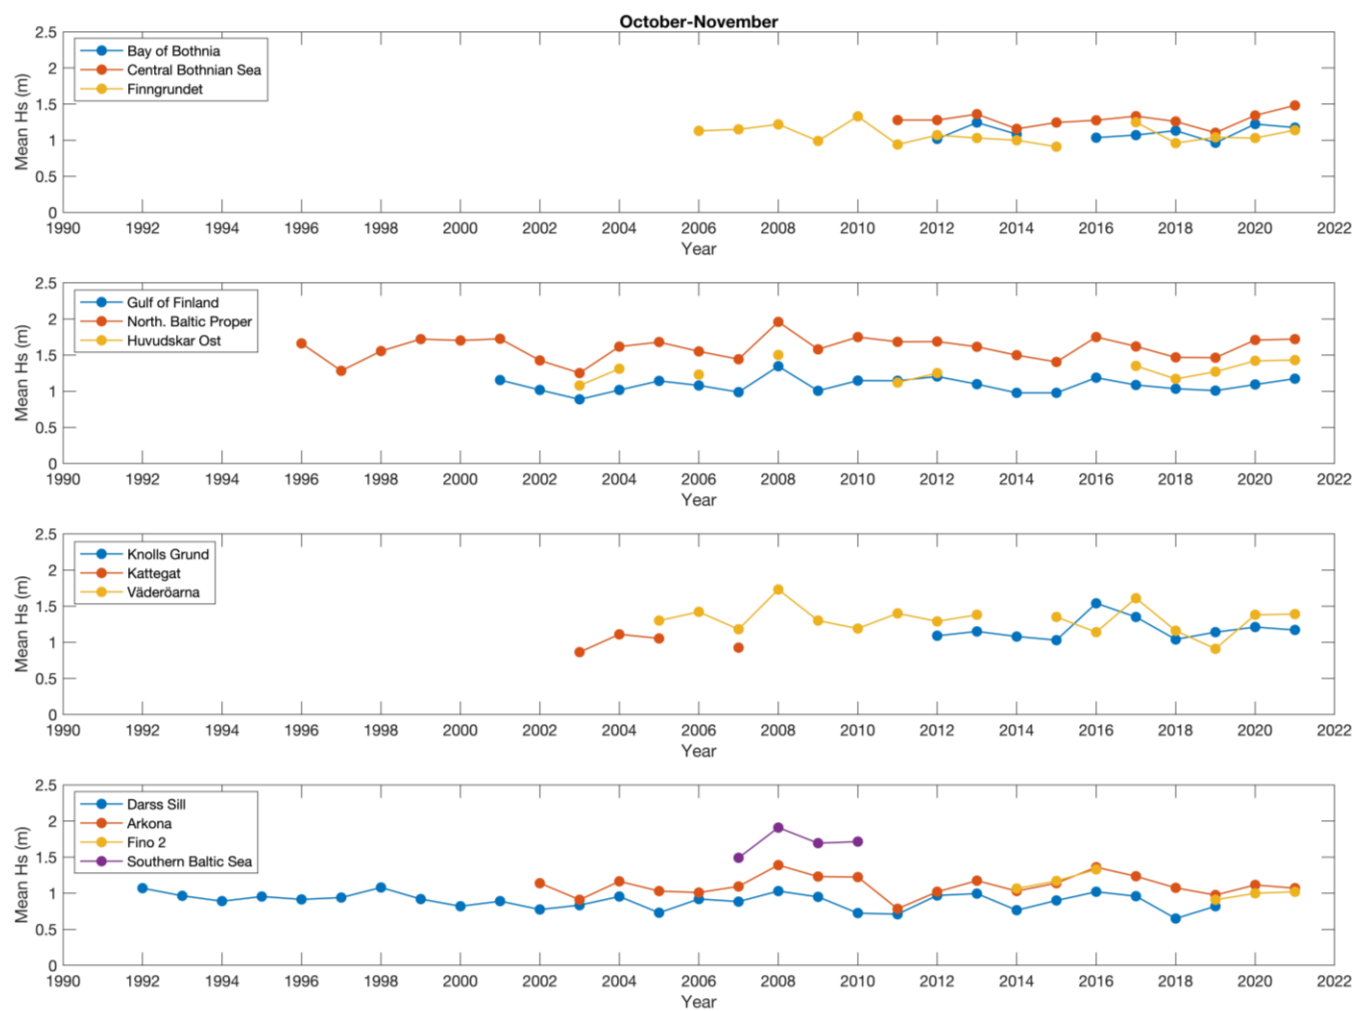 October-November
2.5
2
1.5
1
0.5
0
Mean Hs (m)
Bay of Bothnia
Central Bothnian Sea
Finngrundet
1990 1992 1994 1996 1998 2000 2002 2004 2006 2008 2010 2012 2014 2016 2018 2020 2022
Year
2.5
2
1.5
1
0.5
0
Mean Hs (m)
Gulf of Finland
North. Baltic Proper
Huvudskar Ost
1990 1992 1994 1996 1998 2000 2002 2004 2006 2008 2010 2012 2014 2016 2018 2020 2022
Year
2.5
2
1.5
1
0.5
0
Mean Hs (m)
Knolls Grund
Kattegat
Väderöarna
1990 1992 1994 1996 1998 2000 2002 2004 2006 2008 2010 2012 2014 2016 2018 2020 2022
Year
2.5
2
1.5
1
0.5
0
Mean Hs (m)
Darss Sill
Arkona
Fino 2
Southern Baltic Sea
1990 1992 1994 1996 1998 2000 2002 2004 2006 2008 2010 2012 2014 2016 2018 2020 2022
Year